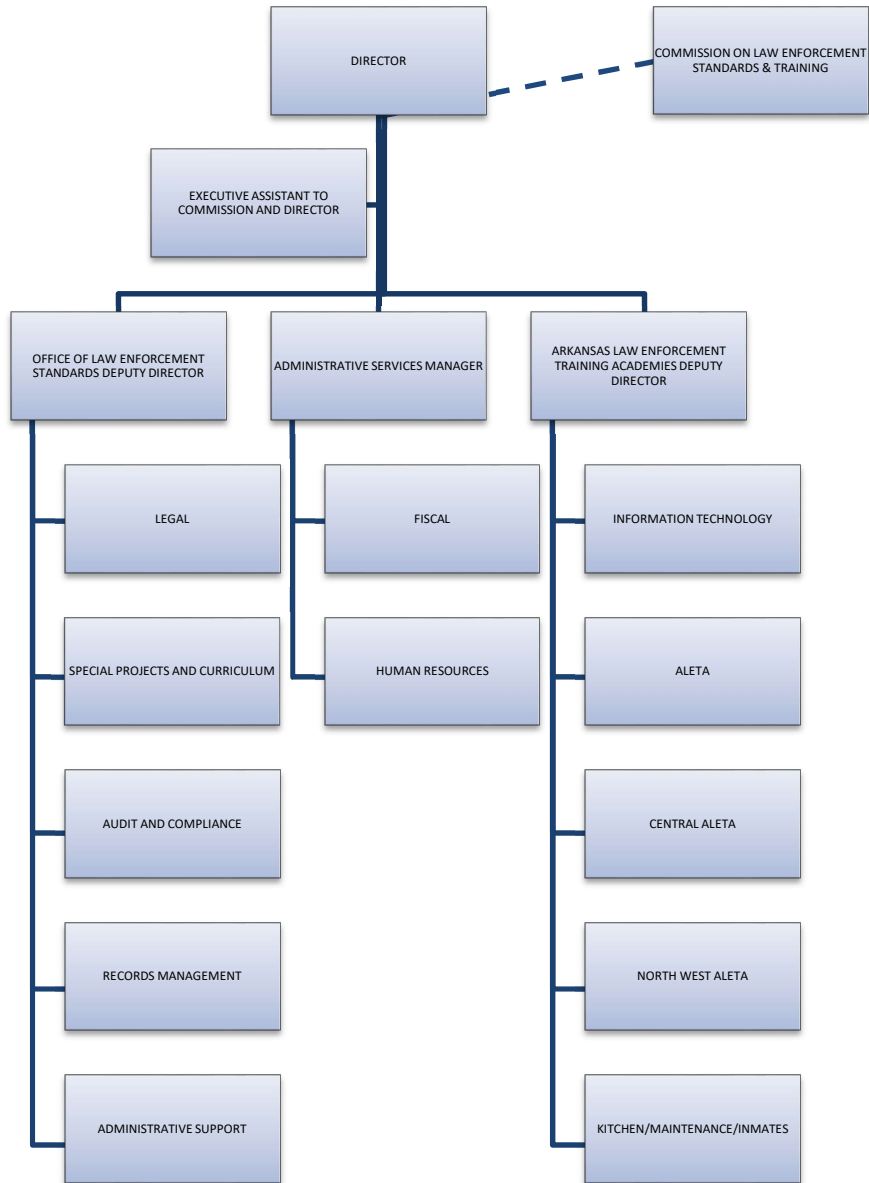 DIRECTOR
COMMISSION ON LAW ENFORCEMENT
STANDARDS & TRAINING
EXECUTIVE ASSISTANT TO
COMMISSION AND DIRECTOR
OFFICE OF LAW ENFORCEMENT
STANDARDS DEPUTY DIRECTOR
ADMINISTRATIVE SERVICES MANAGER
ARKANSAS LAW ENFORCEMENT
TRAINING ACADEMIES DEPUTY
DIRECTOR
LEGAL
FISCAL
INFORMATION TECHNOLOGY
SPECIAL PROJECTS AND CURRICULUM
HUMAN RESOURCES
ALETA
AUDIT AND COMPLIANCE
CENTRAL ALETA
RECORDS MANAGEMENT
NORTH WEST ALETA
ADMINISTRATIVE SUPPORT
KITCHEN/MAINTENANCE/INMATES